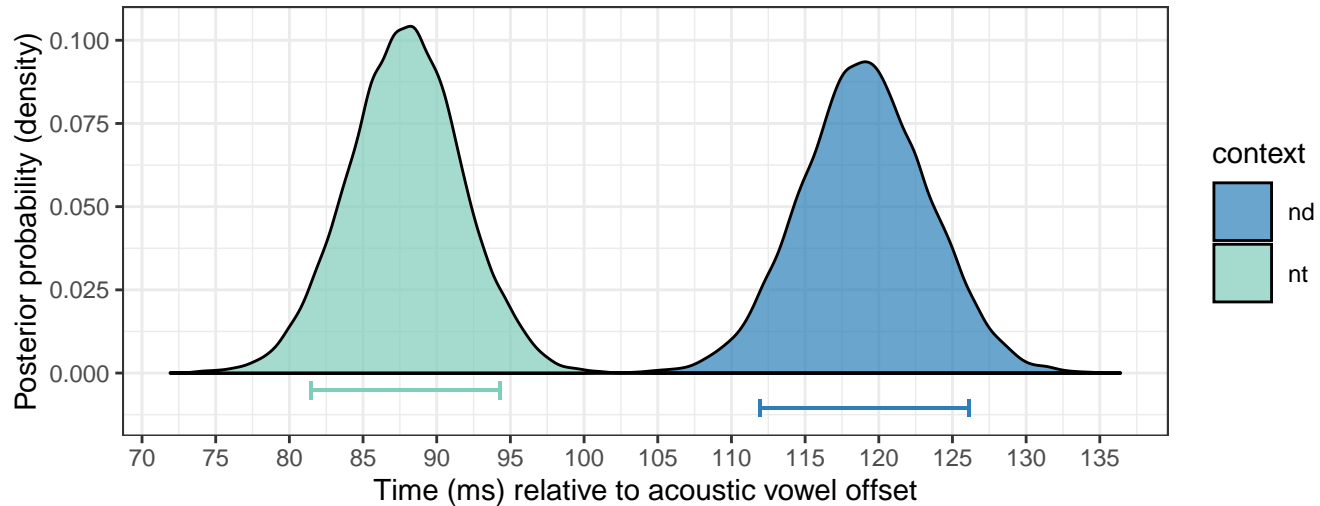 Posterior probability (density)
0.100
0.075
0.050
0.025
0.000
70 75 80 85 90 95 100 105 110 115 120 125 130 135
Time (ms) relative to acoustic vowel offset
context
nd
nt